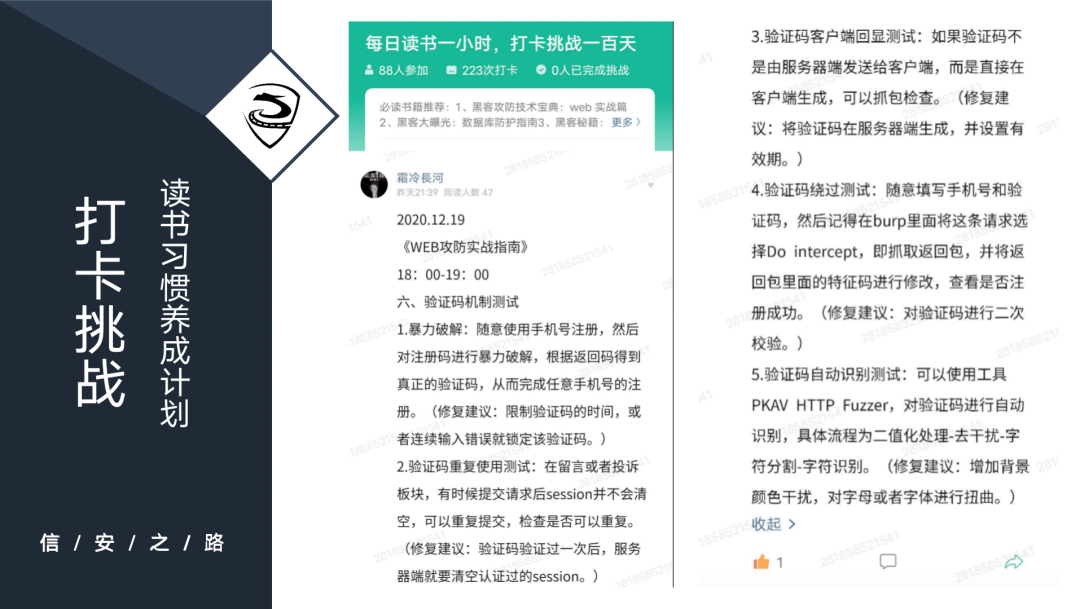 打卡挑战
读书习惯养成计划
信/安/之/路
每日读书一小时，打卡挑战一百天
88人参加 223次打卡 0人已完成挑战
必读书籍推荐：1、黑客攻防技术宝典：web 实战篇
2、黑客大曝光：数据库防护指南3、黑客秘籍： 更多>
霜冷長河
昨天21:39 阅读人数 47
2020.12.19
《WEB攻防实战指南》
18：00-19：00
六、验证码机制测试
1.暴力破解：随意使用手机号注册，然后
对注册码进行暴力破解，根据返回码得到
真正的验证码，从而完成任意手机号的注
册。（修复建议：限制验证码的时间，或
者连续输入错误就锁定该验证码。）
2.验证码重复使用测试：在留言或者投诉
板块，有时候提交请求后session并不会清
空，可以重复提交，检查是否可以重复。
（修复建议：验证码验证过一次后，服务
器端就要清空认证过的session。）
3.验证码客户端回显测试：如果验证码不
是由服务器端发送给客户端，而是直接在
客户端生成，可以抓包检查。（修复建
议：将验证码在服务器端生成，并设置有
效期。）
4.验证码绕过测试：随意填写手机号和验
证码，然后记得在burp里面将这条请求选
择Do intercept，即抓取返回包，并将返
回包里面的特征码进行修改，查看是否注
册成功。（修复建议：对验证码进行二次
校验。）
5.验证码自动识别测试：可以使用工具
PKAV HTTP Fuzzer，对验证码进行自动
识别，具体流程为二值化处理-去干扰-字
符分割-字符识别。（修复建议：增加背景
颜色干扰，对字母或者字体进行扭曲。）
收起 >
1